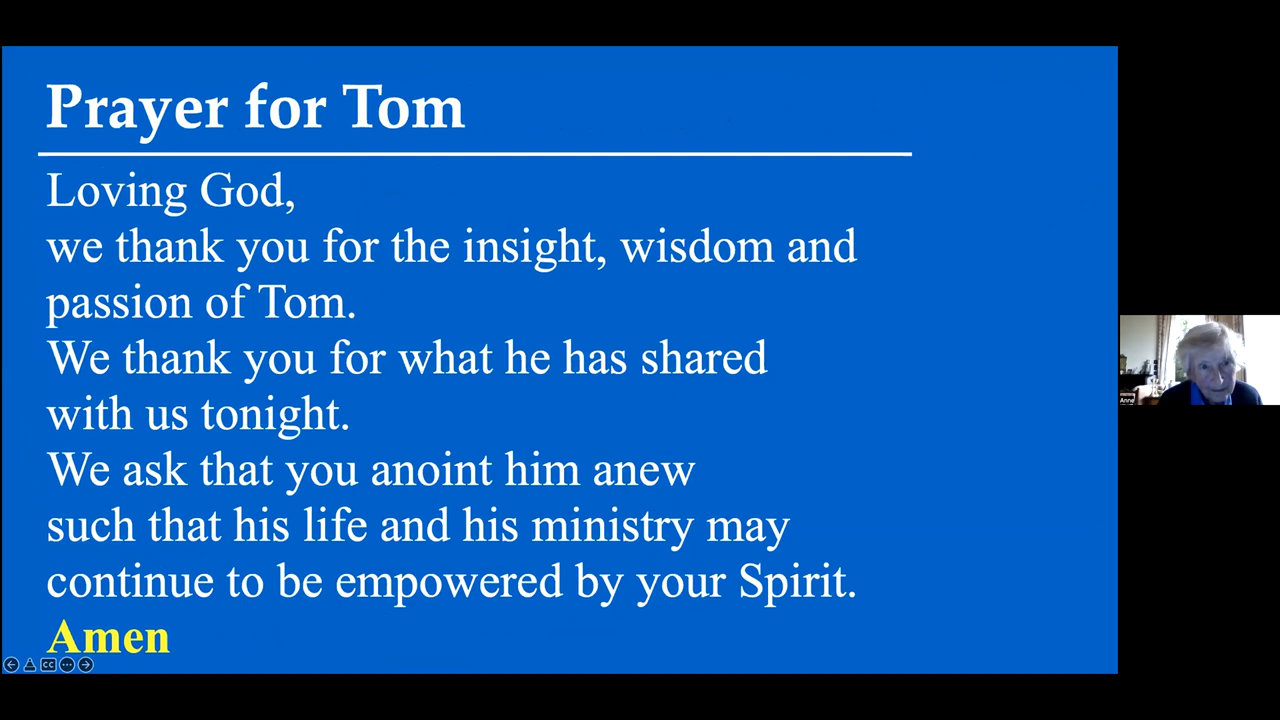 Prayer for Tom
Loving God,
we thank you for the insight, wisdom and
passion of Tom.
We thank you for what he has shared
with us tonight.
We ask that you anoint him anew
such that his life and his ministry may
continue to be empowered by your Spirit.
Amen
CC
Anne